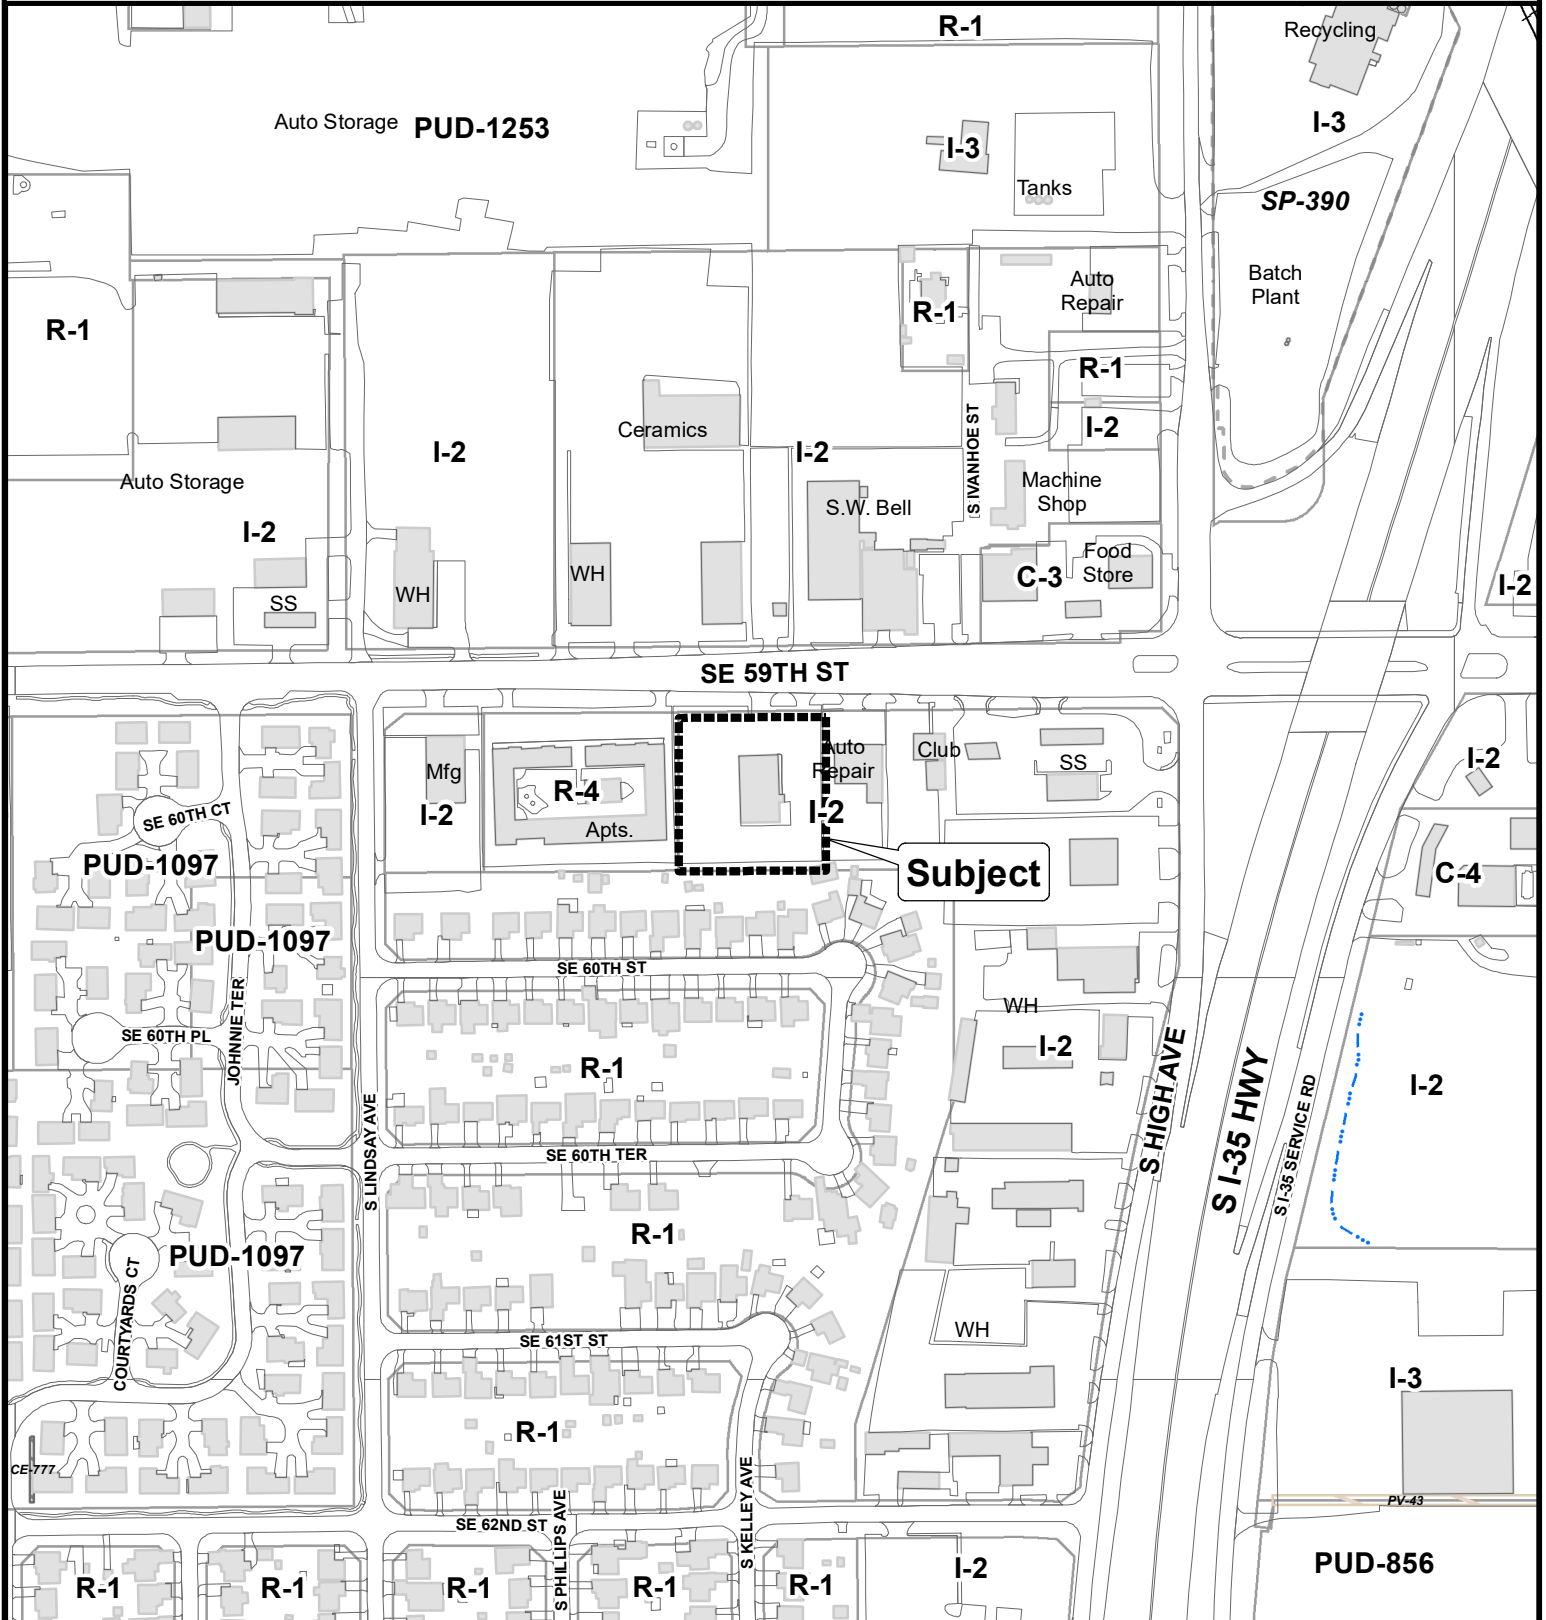 R-1
Recycling
Auto Storage
PUD-1253
I-3
I-3
Tanks
SP-390
Auto
Repair
Batch
Plant
R-1
R-1
R-1
I-2
Ceramics
I-2
I-2
S IVANHOE ST
Auto Storage
I-2
S.W. Bell
Machine
Shop
Food
Store
C-3
WH
WH
SS
I-2
SE 59TH ST
Mfg
I-2
R-4
Apts.
Auto
Repair
I-2
Club
SS
I-2
SE 60TH CT
PUD-1097
Subject
C-4
PUD-1097
SE 60TH ST
JOHNNIE TER
SE 60TH PL
WH
I-2
R-1
I-2
S HIGH AVE
S I-35 HWY
S I-35 SERVICE RD
S LINDSAY AVE
SE 60TH TER
R-1
PUD-1097
COURTYARDS CT
WH
SE 61ST ST
I-3
R-1
CE-777
PV-43
S PHILLIPS AVE
S KELLEY AVE
SE 62ND ST
R-1
R-1
R-1
R-1
R-1
I-2
PUD-856